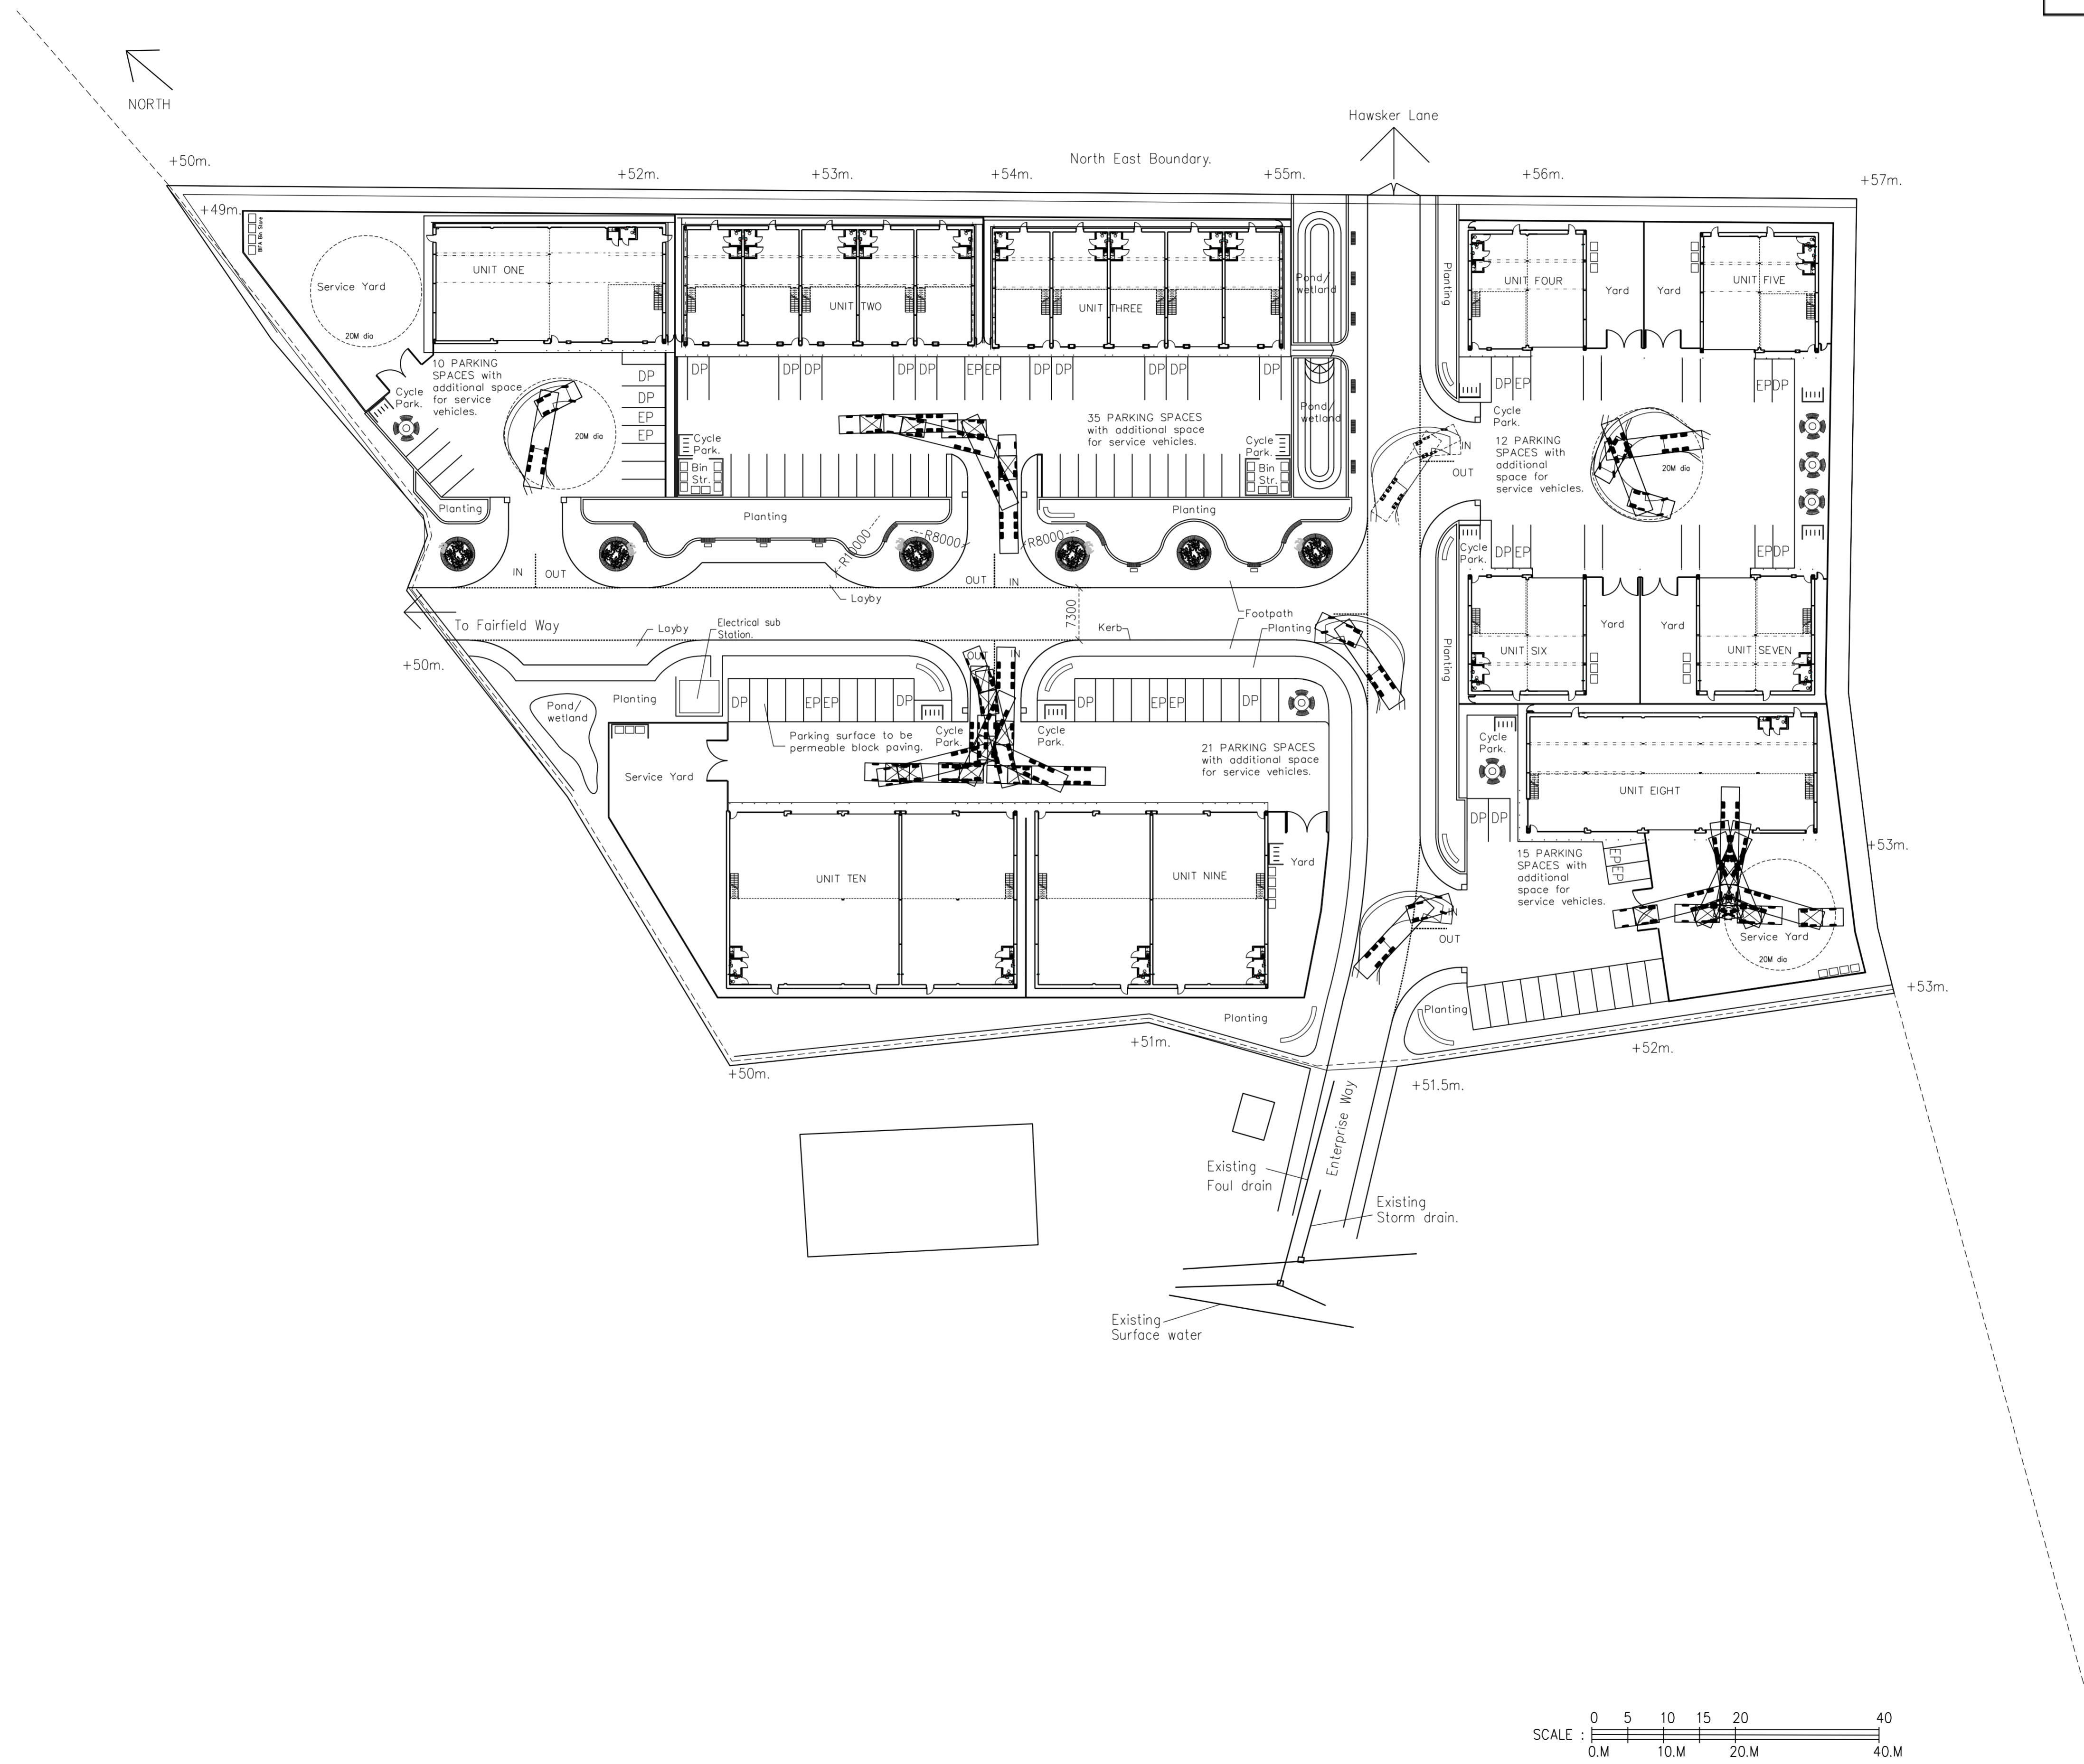 NORTH
Hawsker Lane
North East Boundary.
+50m.
+52m.
+53m.
+54m.
+55m.
+56m.
+57m.
+49m.
BFA Bin Store
Service Yard
20M dia
UNIT ONE
UNIT TWO
UNIT THREE
Pond/
wetland
Planting
UNIT FOUR
Yard
Yard
UNIT FIVE
10 PARKING
SPACES with
additional space
for service
vehicles.
Cycle
Park.
20M dia
DP
DP
EP
EP
DP
DP DP
DP DP
EP EP
DP DP
DP DP
DP
35 PARKING SPACES
with additional space
for service vehicles.
Cycle
Park.
Bin
Str.
Cycle
Park.
Bin
Str.
Pond/
wetland
DP EP
EP DP
Cycle
Park.
12 PARKING
SPACES with
additional
space for
service vehicles.
20M dia
IN
OUT
Planting
Planting
Planting
R10000
R8000
R8000
IN
OUT
OUT
IN
Cycle
Park.
DP EP
EP DP
Layby
7300
Footpath
To Fairfield Way
Layby
Electrical sub
Station.
Kerb
Planting
+50m.
OUT
IN
Planting
UNIT SIX
Yard
Yard
UNIT SEVEN
Pond/
wetland
Planting
DP
EP EP
DP
DP
EP EP
DP
Parking surface to be
permeable block paving.
Cycle
Park.
Cycle
Park.
21 PARKING SPACES
with additional space
for service vehicles.
Service Yard
Cycle
Park.
UNIT EIGHT
DP DP
15 PARKING
SPACES with
additional
space for
service vehicles.
EP
EP
+53m.
UNIT TEN
UNIT NINE
Yard
IN
OUT
Service Yard
20M dia
+53m.
Planting
Planting
+51m.
+52m.
+50m.
+51.5m.
Enterprise Way
Existing
Foul drain
Existing
Storm drain.
Existing
Surface water
SCALE :
0 5 10 15 20 40
0.M 10.M 20.M 40.M